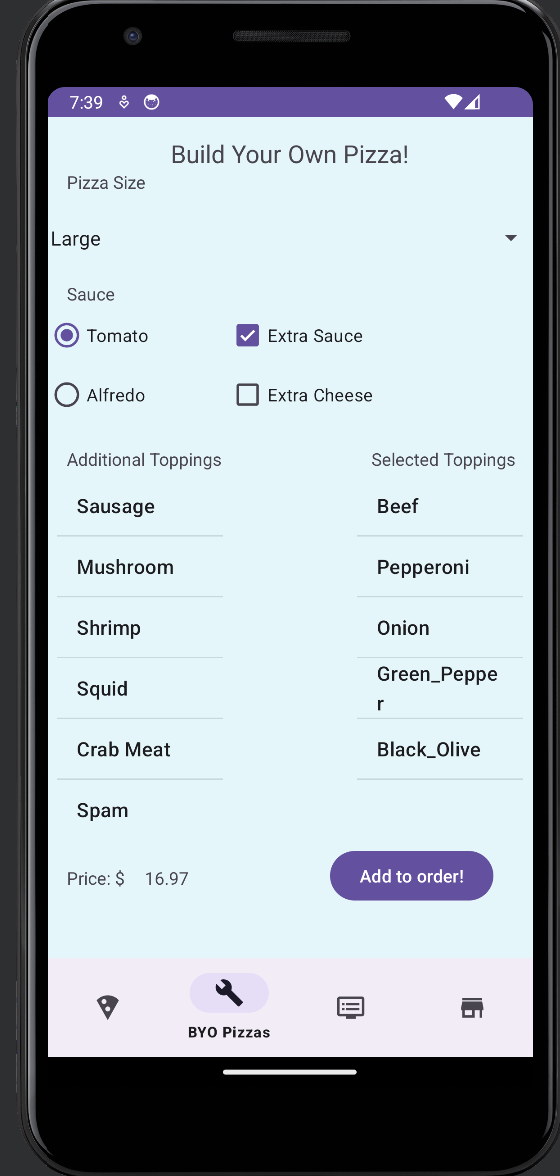 7:39
Build Your Own Pizza!
Pizza Size
Large
Sauce
Tomato
Extra Sauce
Alfredo
Extra Cheese
Additional Toppings
Selected Toppings
Sausage
Beef
Mushroom
Pepperoni
Shrimp
Onion
Squid
Green_Peppe
r
Crab Meat
Black_Olive
Spam
Price: $ 16.97
Add to order!
BYO Pizzas